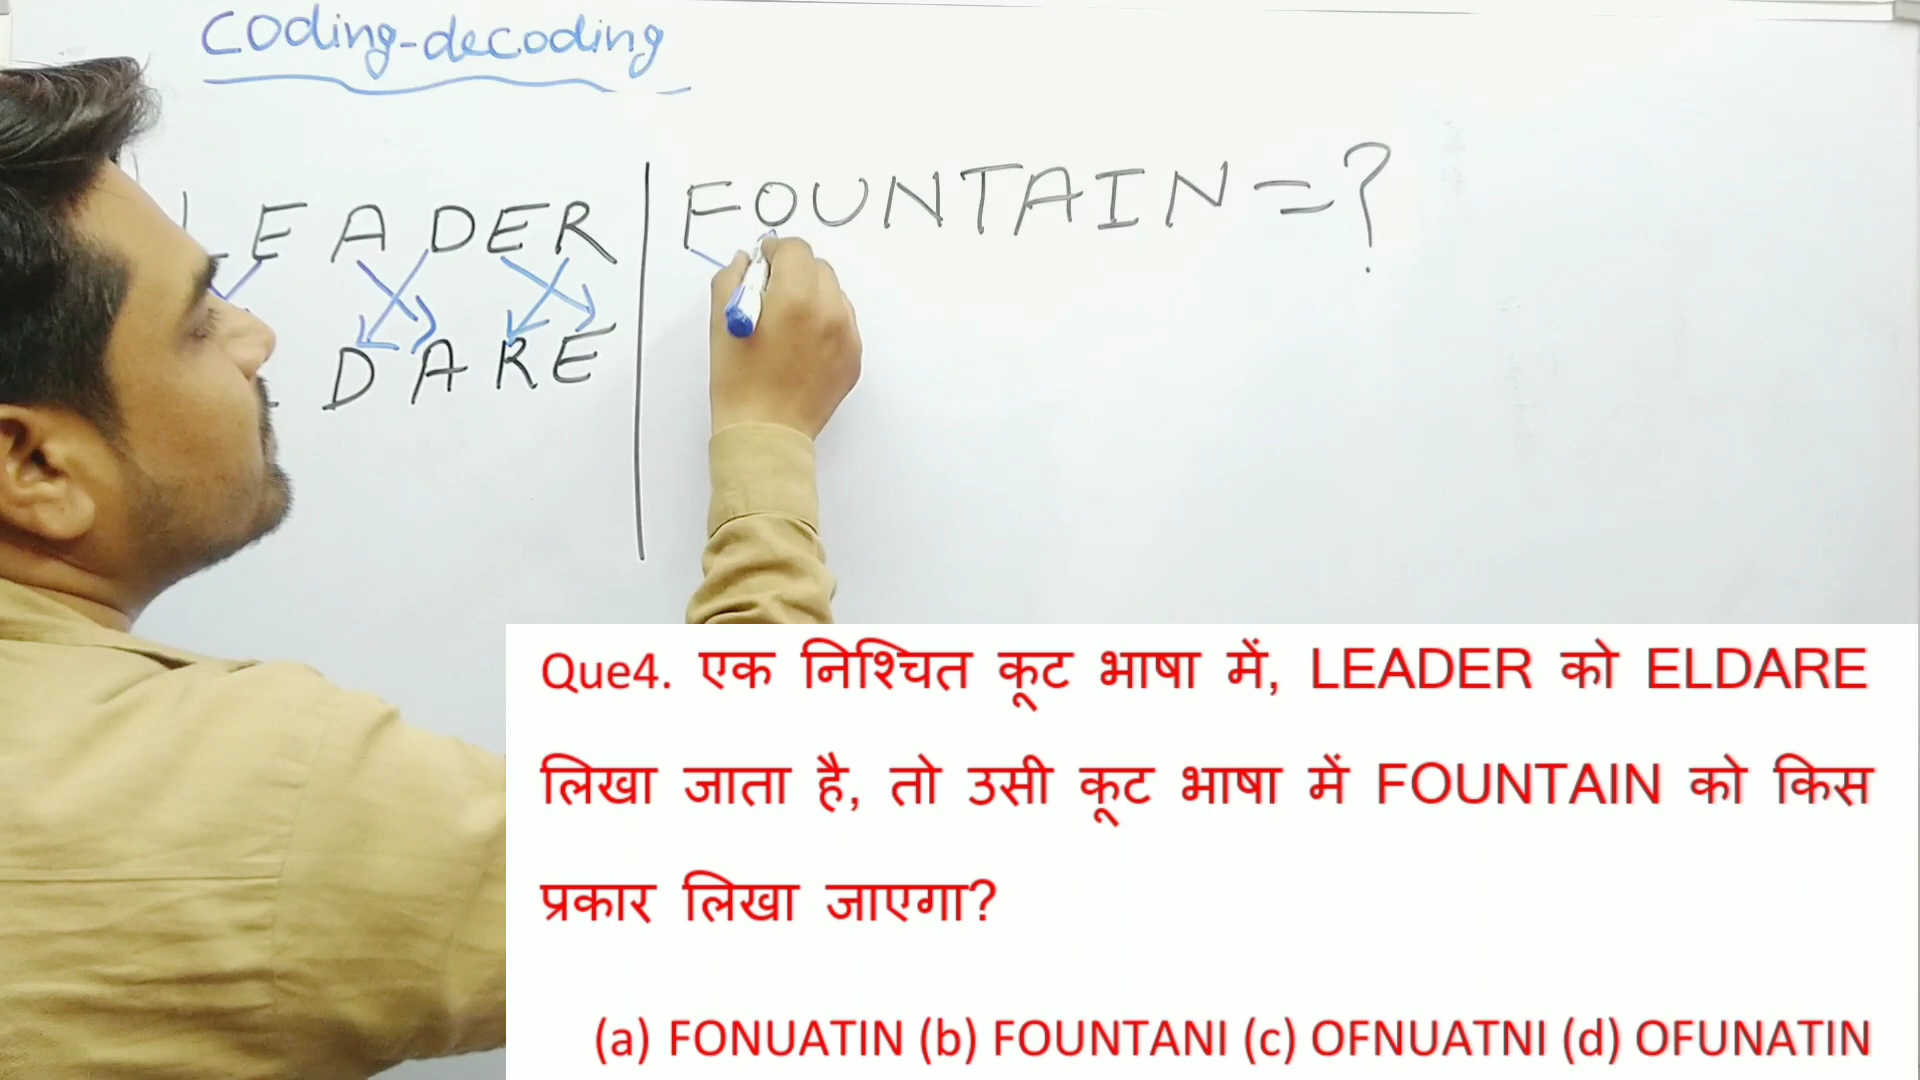 Coding-decoding
LEADER
FOUNTAIN=?
DARE
Que4. एक निश्चित कूट भाषा में, LEADER को ELDARE
लिखा जाता है, तो उसी कूट भाषा में FOUNTAIN को किस
प्रकार लिखा जाएगा?
(a) FONUATIN (b) FOUNTANI (c) OFNUATNI (d) OFUNATIN